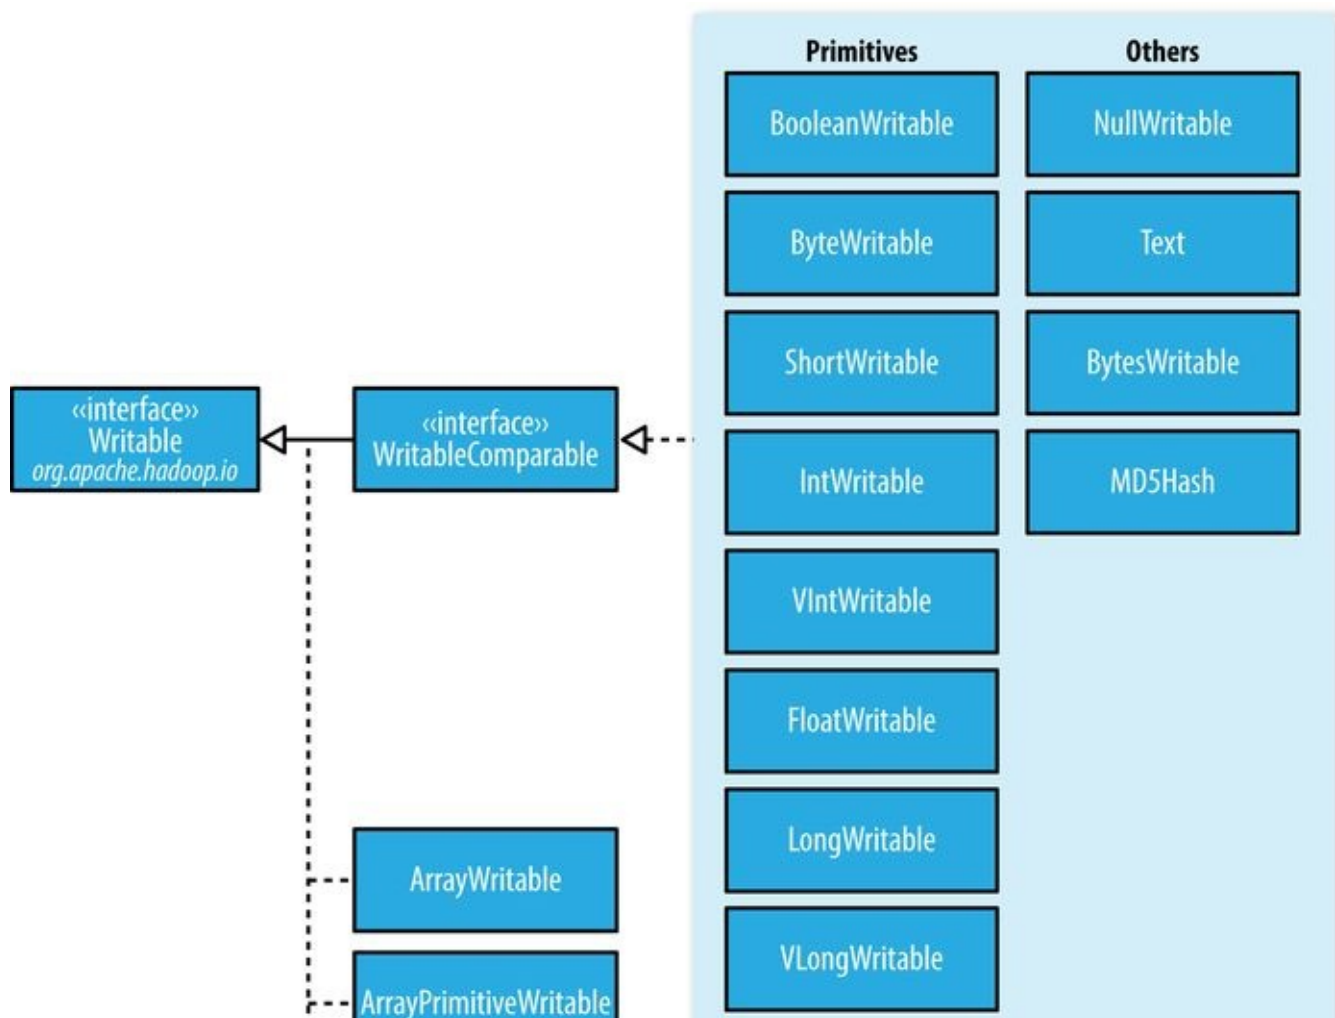 Primitives
Others
BooleanWritable
NullWritable
ByteWritable
Text
ShortWritable
BytesWritable
‹‹interface››
Writable
org.apache.hadoop.io
‹‹interface››
WritableComparable
IntWritable
MD5Hash
VIntWritable
FloatWritable
LongWritable
ArrayWritable
VLongWritable
ArrayPrimitiveWritable